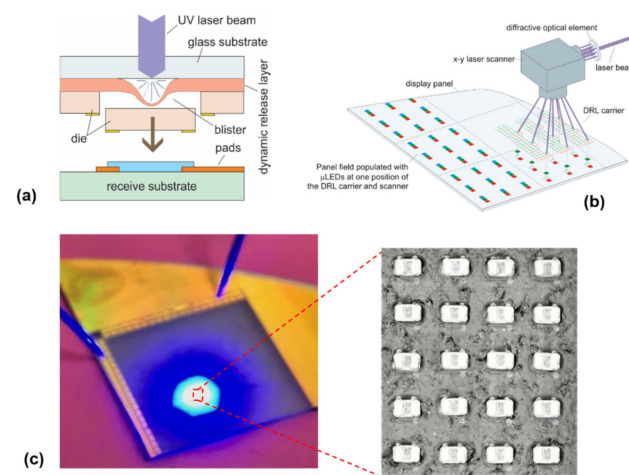 (a)
UV laser beam
glass substrate
dynamic release layer
die
blister
pads
receive substrate
(b)
diffractive optical element
x-y laser scanner
laser beam
display panel
DRL carrier
Panel field populated with
µLEDs at one position of
the DRL carrier and scanner
(c)